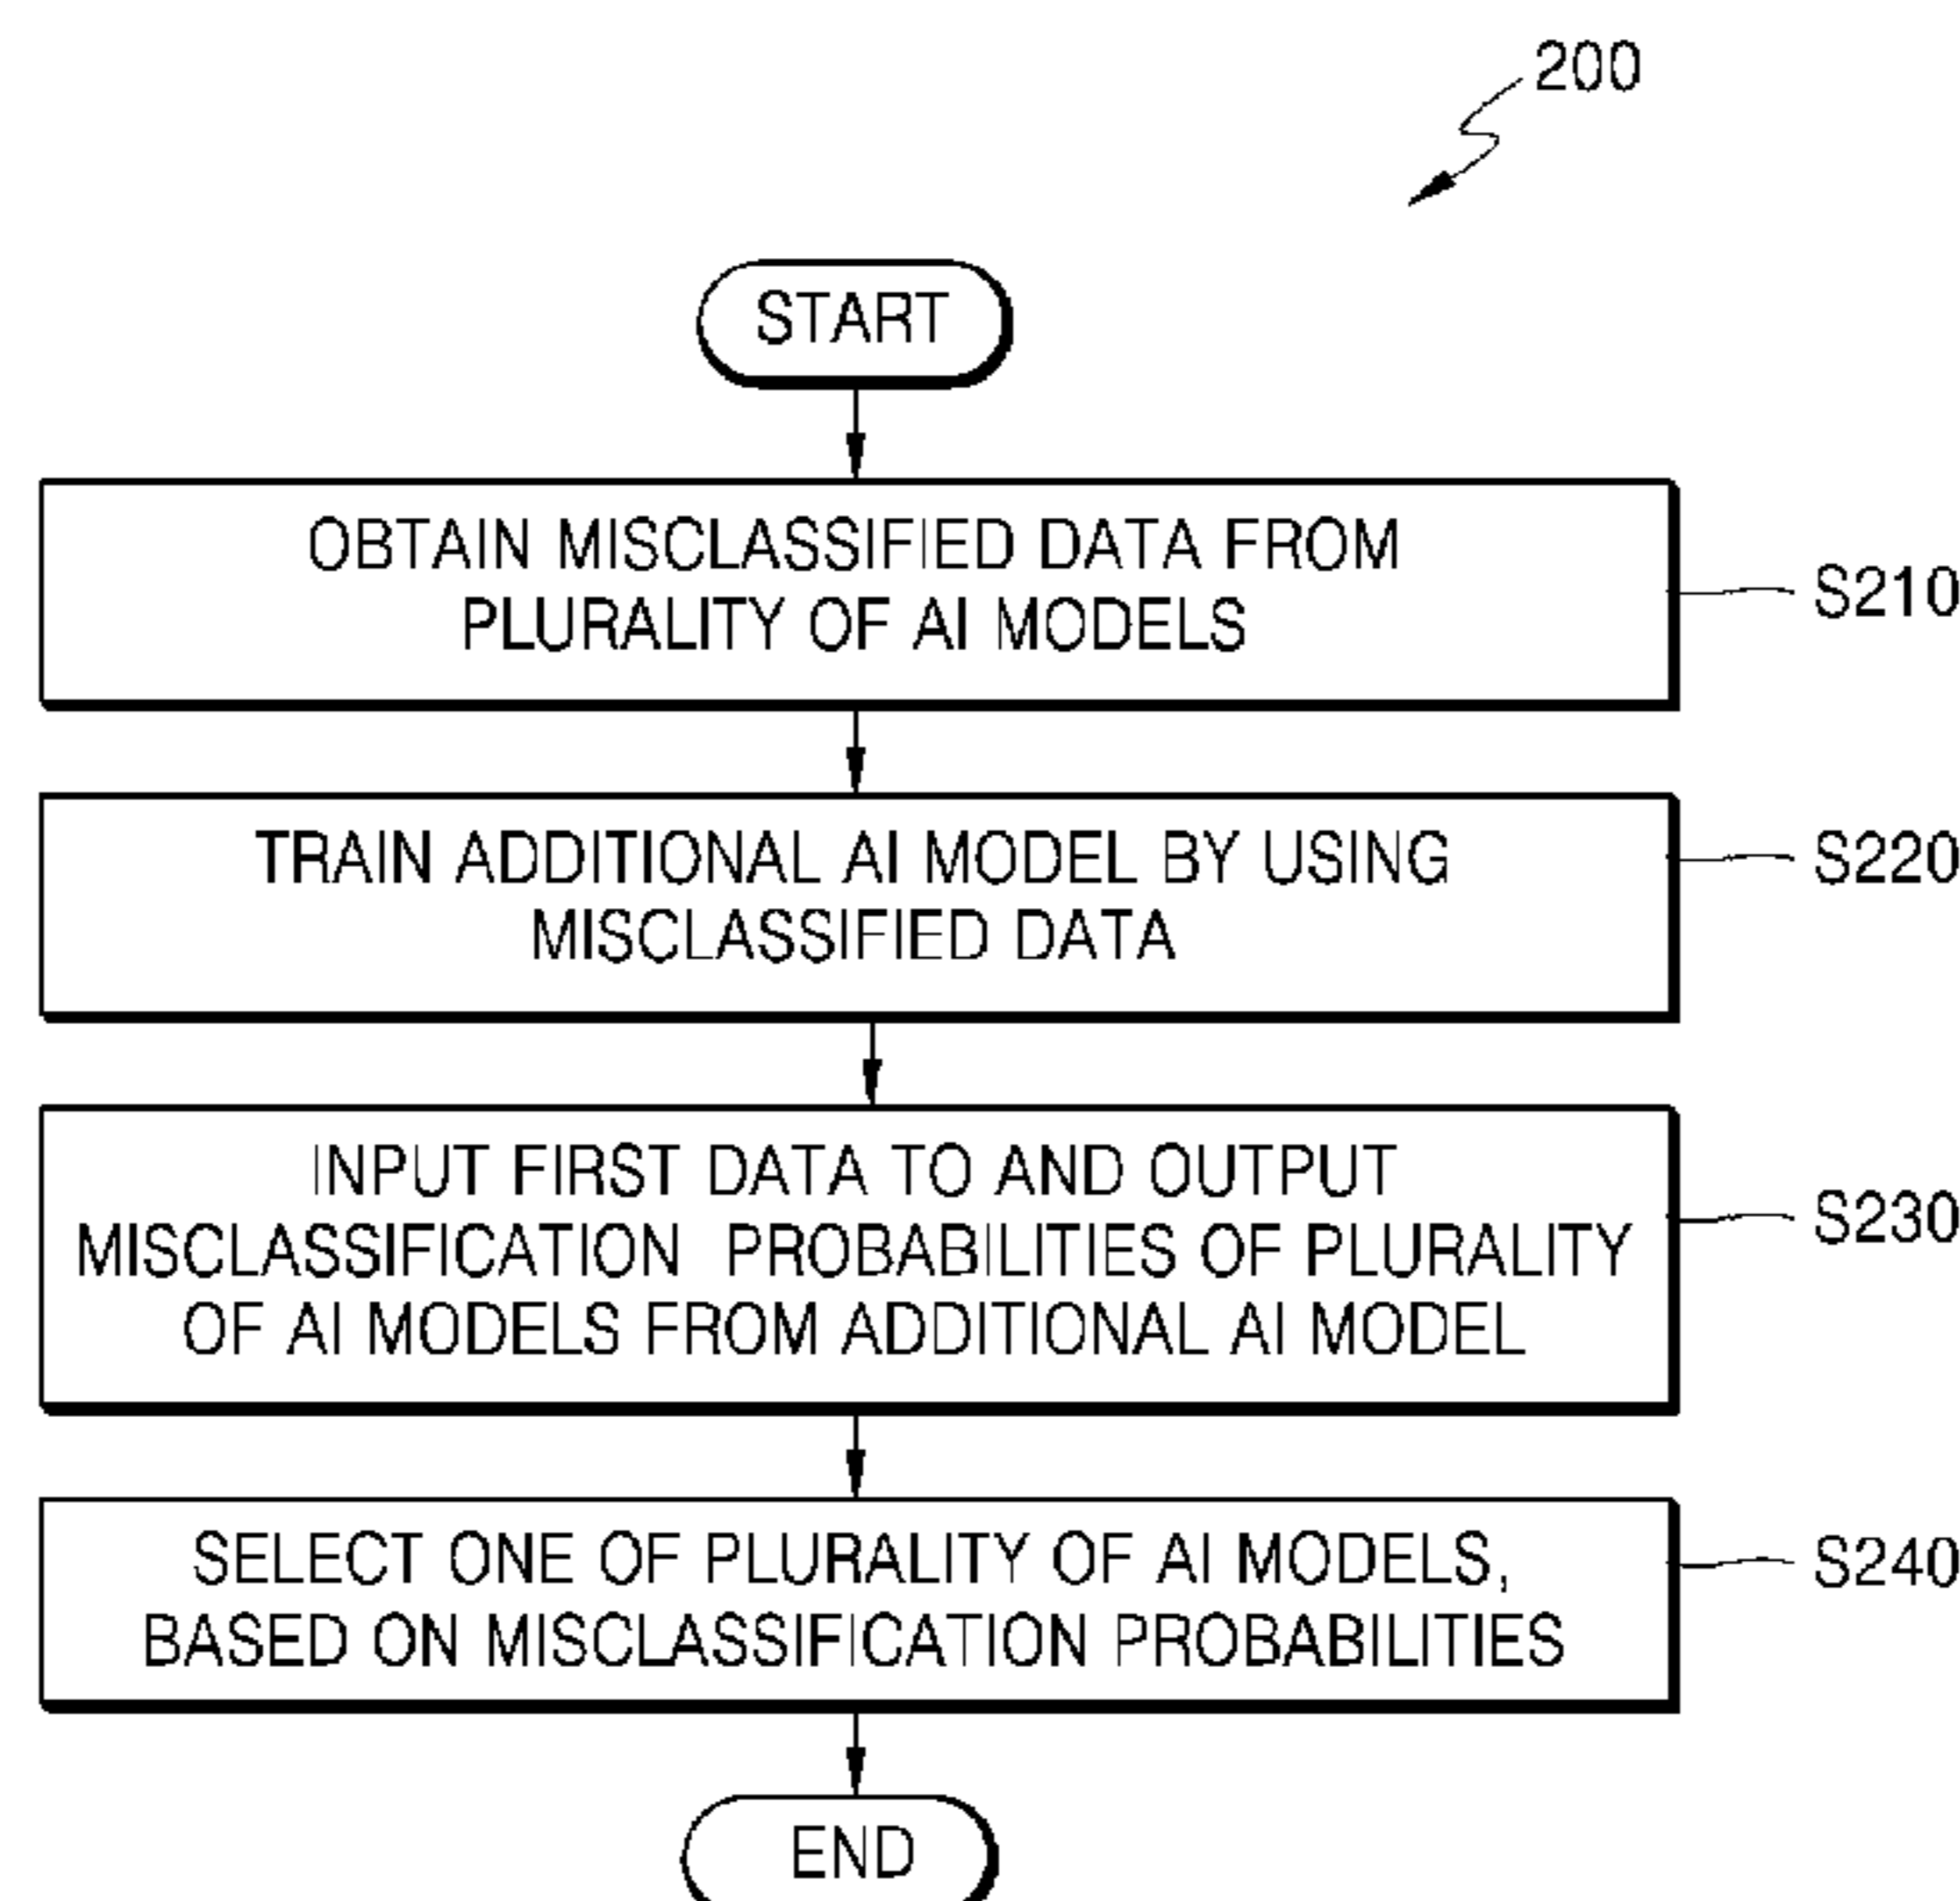 200
START
OBTAIN MISCLASSIFIED DATA FROM
PLURALITY OF AI MODELS
S210
TRAIN ADDITIONAL AI MODEL BY USING
MISCLASSIFIED DATA
S220
INPUT FIRST DATA TO AND OUTPUT
MISCLASSIFICATION PROBABILITIES OF PLURALITY
OF AI MODELS FROM ADDITIONAL AI MODEL
S230
SELECT ONE OF PLURALITY OF AI MODELS,
BASED ON MISCLASSIFICATION PROBABILITIES
S240
END